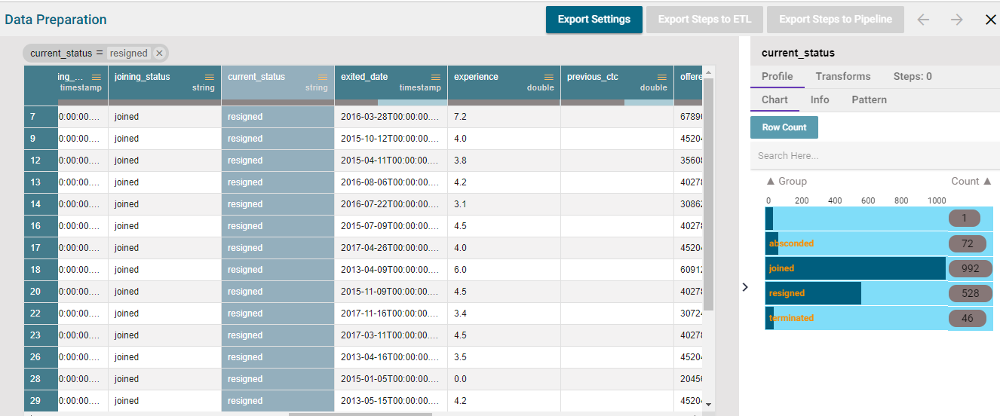 Data Preparation Export Settings Export Steps to ETL Export Steps to Pipeline
current_status = resigned
ing_... joining_status current_status exited_date experience previous_ctc offere
timestamp string string timestamp double double
7 0:00:00.... joined resigned 2016-03-28T00:00:00.... 7.2 6789
9 0:00:00.... joined resigned 2015-10-12T00:00:00.... 4.0 4520
12 0:00:00.... joined resigned 2015-04-11T00:00:00.... 3.8 3560
13 0:00:00.... joined resigned 2016-08-06T00:00:00.... 4.2 4027
14 0:00:00.... joined resigned 2016-07-22T00:00:00.... 3.1 3086
16 0:00:00.... joined resigned 2015-07-09T00:00:00.... 4.5 4027
17 0:00:00.... joined resigned 2017-04-26T00:00:00.... 4.0 4520
18 0:00:00.... joined resigned 2013-04-09T00:00:00.... 6.0 6091
20 0:00:00.... joined resigned 2015-11-09T00:00:00.... 4.5 4027
22 0:00:00.... joined resigned 2017-11-16T00:00:00.... 3.4 3072
23 0:00:00.... joined resigned 2017-03-11T00:00:00.... 4.5 4027
26 0:00:00.... joined resigned 2013-04-16T00:00:00.... 3.5 4520
28 0:00:00.... joined resigned 2015-01-05T00:00:00.... 0.0 2045
29 0:00:00.... joined resigned 2013-05-15T00:00:00.... 4.2 4520
current_status
Profile Transforms Steps: 0
Chart Info Pattern
Row Count
Search Here...
Group Count
0 200 400 600 800 1000
1
absconded 72
joined 992
resigned 528
terminated 46